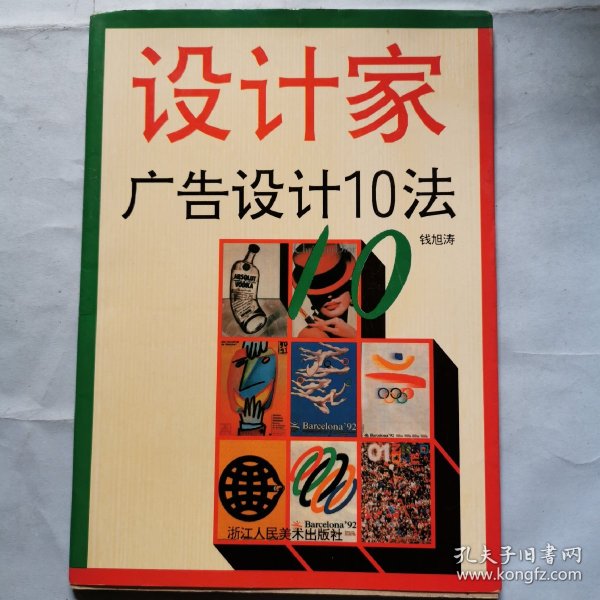 设计家
广告设计10法
钱旭涛
10
ABSOLUT
VODKA
Barcelona'92
Barcelona'92
01
Barcelona'92
浙江人民美术出版社
孔夫子旧书网
www.kongfz.com